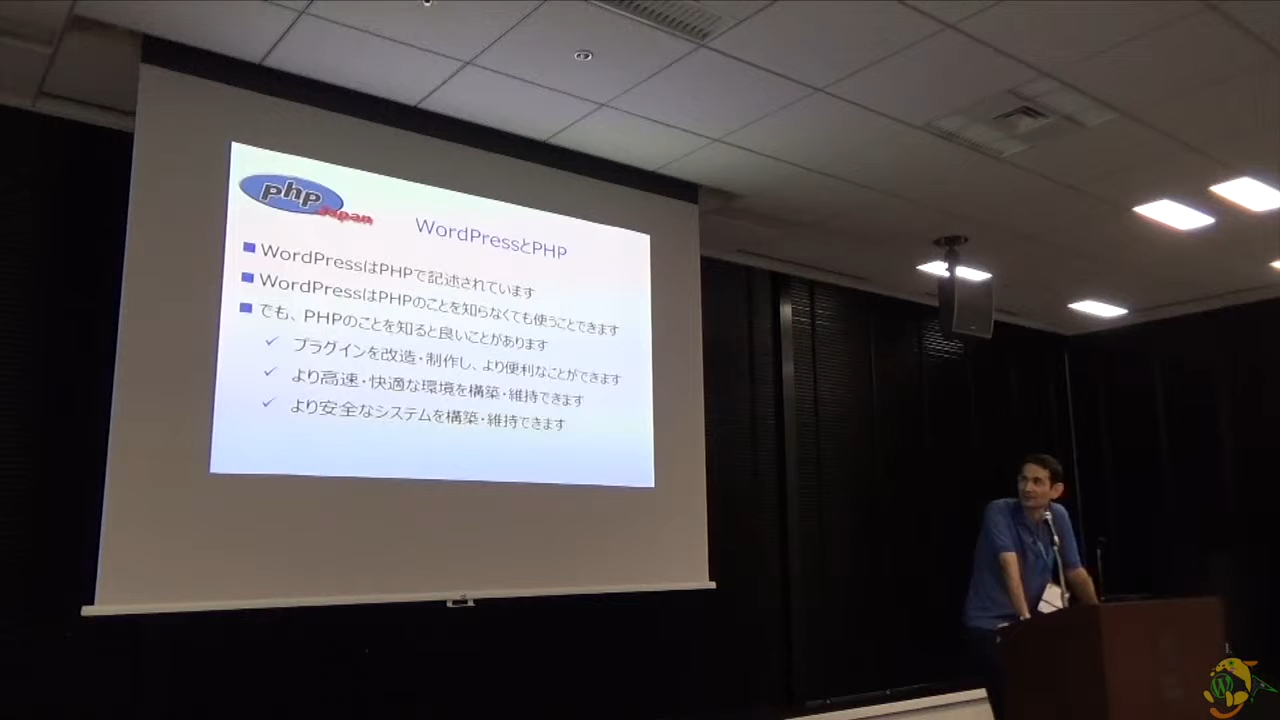 php
Japan
WordPressとPHP
WordPressはPHPで記述されています
WordPressはPHPのことを知らなくても使うことできます
でも、PHPのことを知ると良いことがあります
プラグインを改造・制作し、より便利なことができます
より高速・快適な環境を構築・維持できます
より安全なシステムを構築・維持できます
W